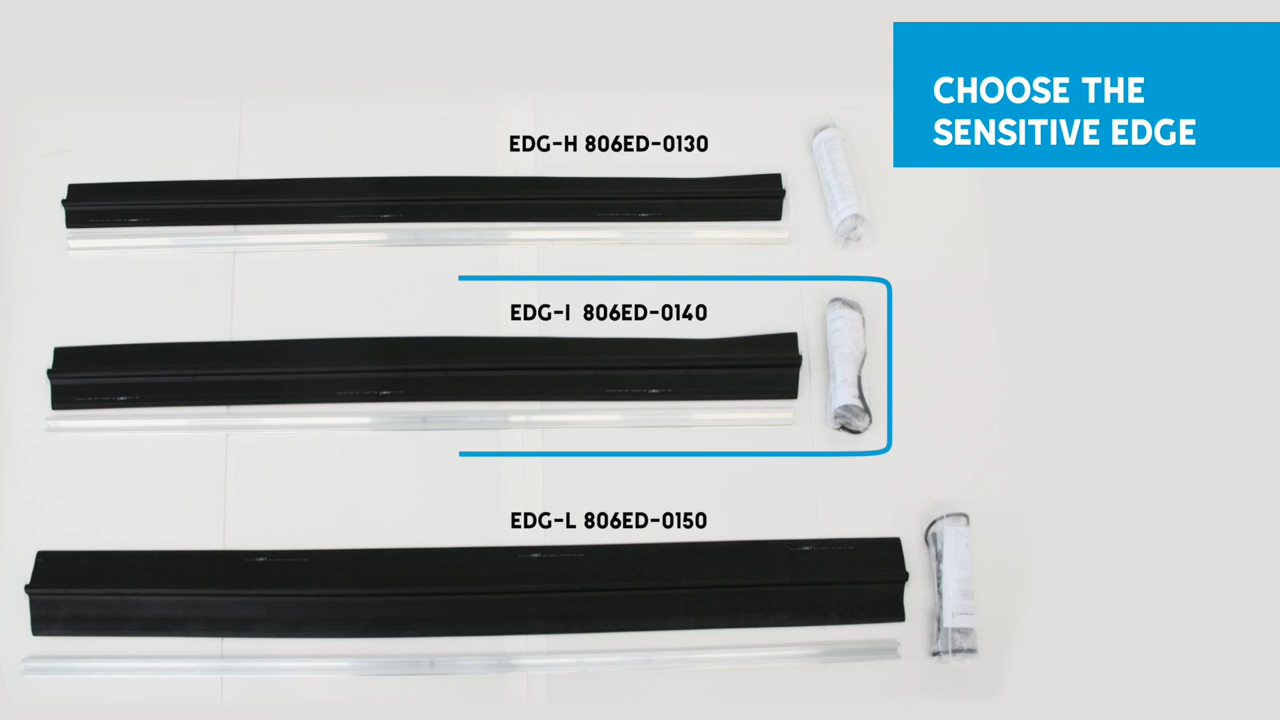 CHOOSE THE
SENSITIVE EDGE
EDG-H 806ED-0130
EDG-I 806ED-0140
EDG-L 806ED-0150